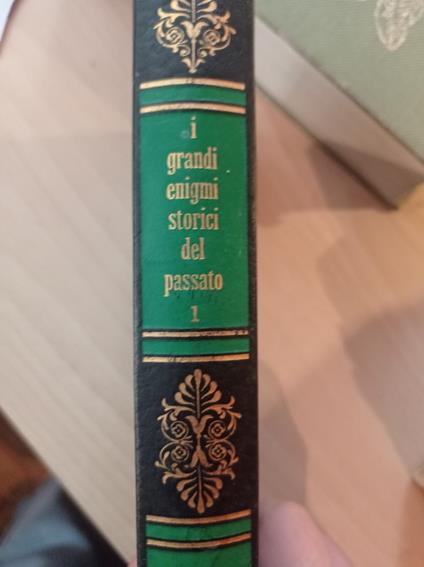 i
grandi
enigmi
storici
del
passato
1